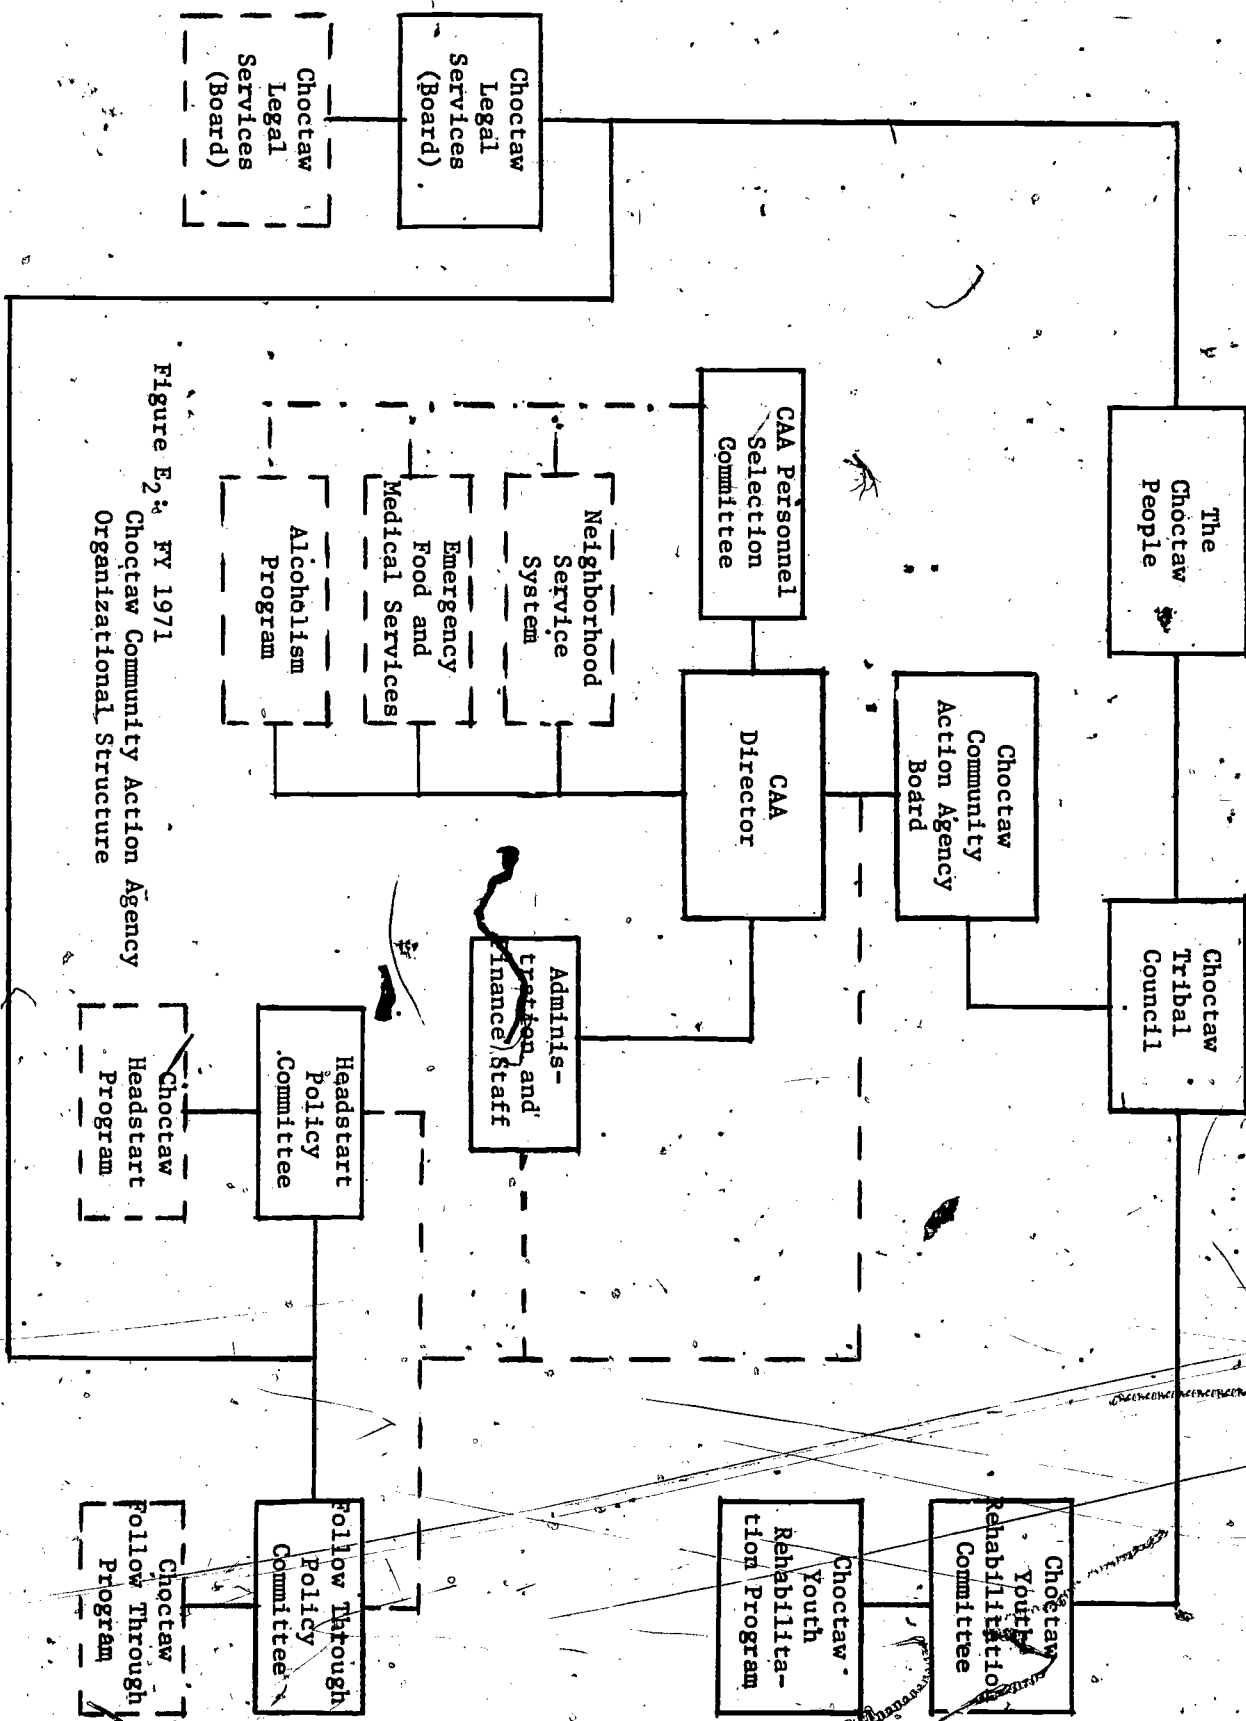 The
Choctaw
People
Choctaw
Tribal
Council
Choctaw
Legal
Services
(Board)
Choctaw
Legal
Services
(Board)
Choctaw
Community
Action Agency
Board
Choctaw
Youth
Rehabilitation
Committee
Choctaw
Youth
Rehabilita-
tion Program
CAA Personnel
Selection
Committee
CAA
Director
Neighborhood
Service
System
Emergency
Food and
Medical Services
Alcoholism
Program
Adminis-
tration and
Finance Staff
Headstart
Policy
Committee
Choctaw
Headstart
Program
Follow Through
Policy
Committee
Choctaw
Follow Through
Program
Figure E2: FY 1971
Choctaw Community Action Agency
Organizational Structure